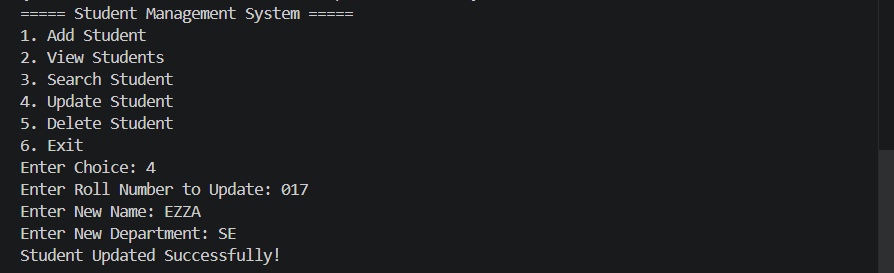 ===== Student Management System =====
1. Add Student
2. View Students
3. Search Student
4. Update Student
5. Delete Student
6. Exit
Enter Choice: 4
Enter Roll Number to Update: 017
Enter New Name: EZZA
Enter New Department: SE
Student Updated Successfully!